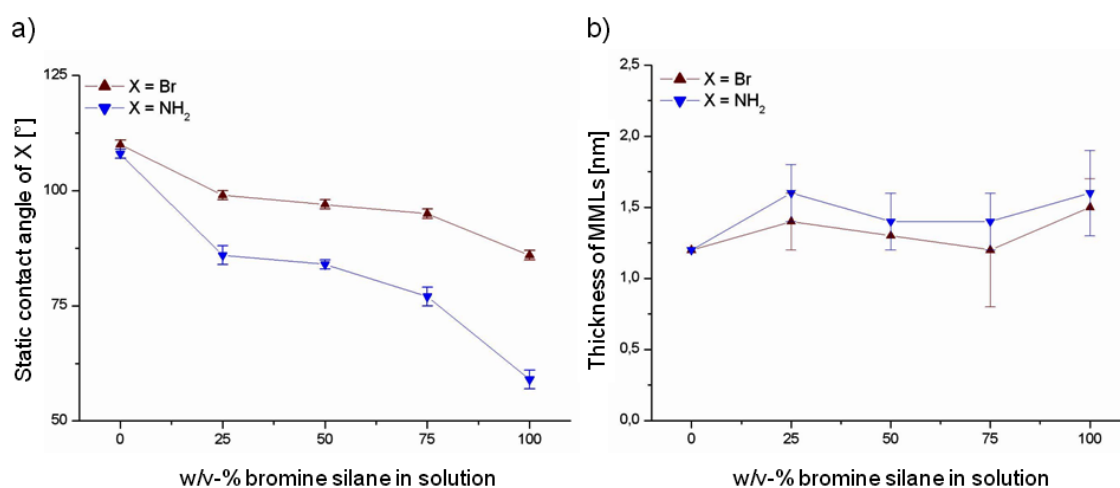 a)
125
100
75
50
Static contact angle of X [°]
X = Br
X = NH2
0 25 50 75 100
w/v-% bromine silane in solution
b)
2,5
2,0
1,5
1,0
0,5
0,0
Thickness of MMLs [nm]
X = Br
X = NH2
0 25 50 75 100
w/v-% bromine silane in solution